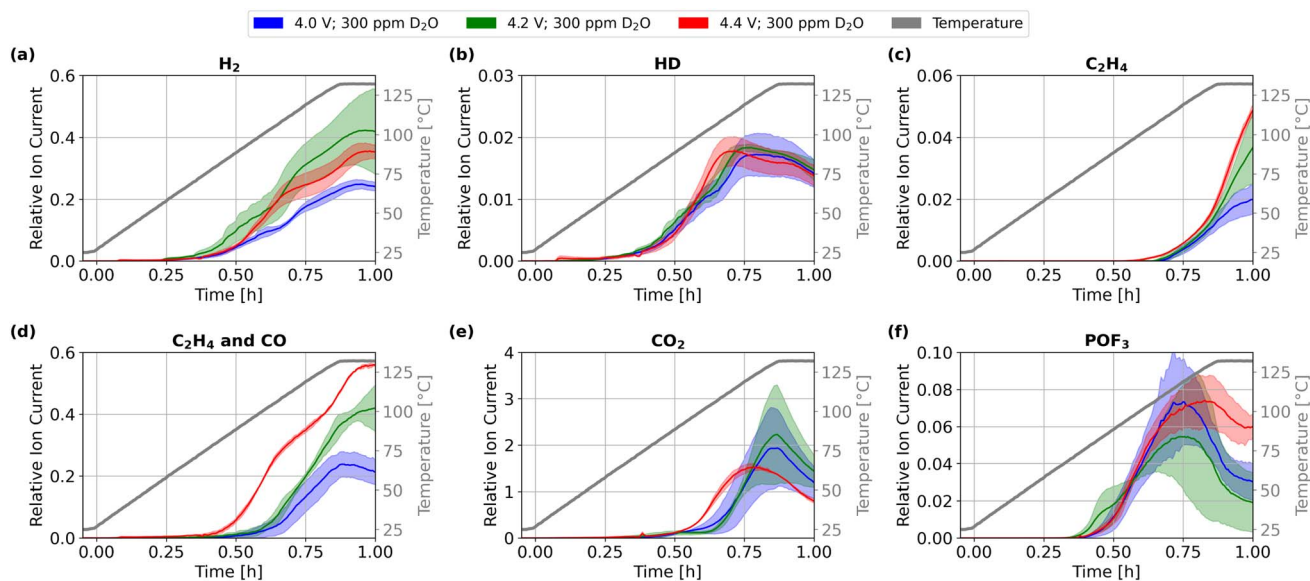 4.0 V; 300 ppm D₂O 4.2 V; 300 ppm D₂O 4.4 V; 300 ppm D₂O Temperature
(a) H₂
Relative Ion Current
0.6
0.4
0.2
0.0
0.00 0.25 0.50 0.75 1.00
Time [h]
125
100
75
50
25
Temperature [°C]
(b) HD
Relative Ion Current
0.03
0.02
0.01
0.00
0.00 0.25 0.50 0.75 1.00
Time [h]
125
100
75
50
25
Temperature [°C]
(c) C₂H₄
Relative Ion Current
0.06
0.04
0.02
0.00
0.00 0.25 0.50 0.75 1.00
Time [h]
125
100
75
50
25
Temperature [°C]
(d) C₂H₄ and CO
Relative Ion Current
0.6
0.4
0.2
0.0
0.00 0.25 0.50 0.75 1.00
Time [h]
125
100
75
50
25
Temperature [°C]
(e) CO₂
Relative Ion Current
4
3
2
1
0
0.00 0.25 0.50 0.75 1.00
Time [h]
125
100
75
50
25
Temperature [°C]
(f) POF₃
Relative Ion Current
0.10
0.08
0.06
0.04
0.02
0.00
0.00 0.25 0.50 0.75 1.00
Time [h]
125
100
75
50
25
Temperature [°C]